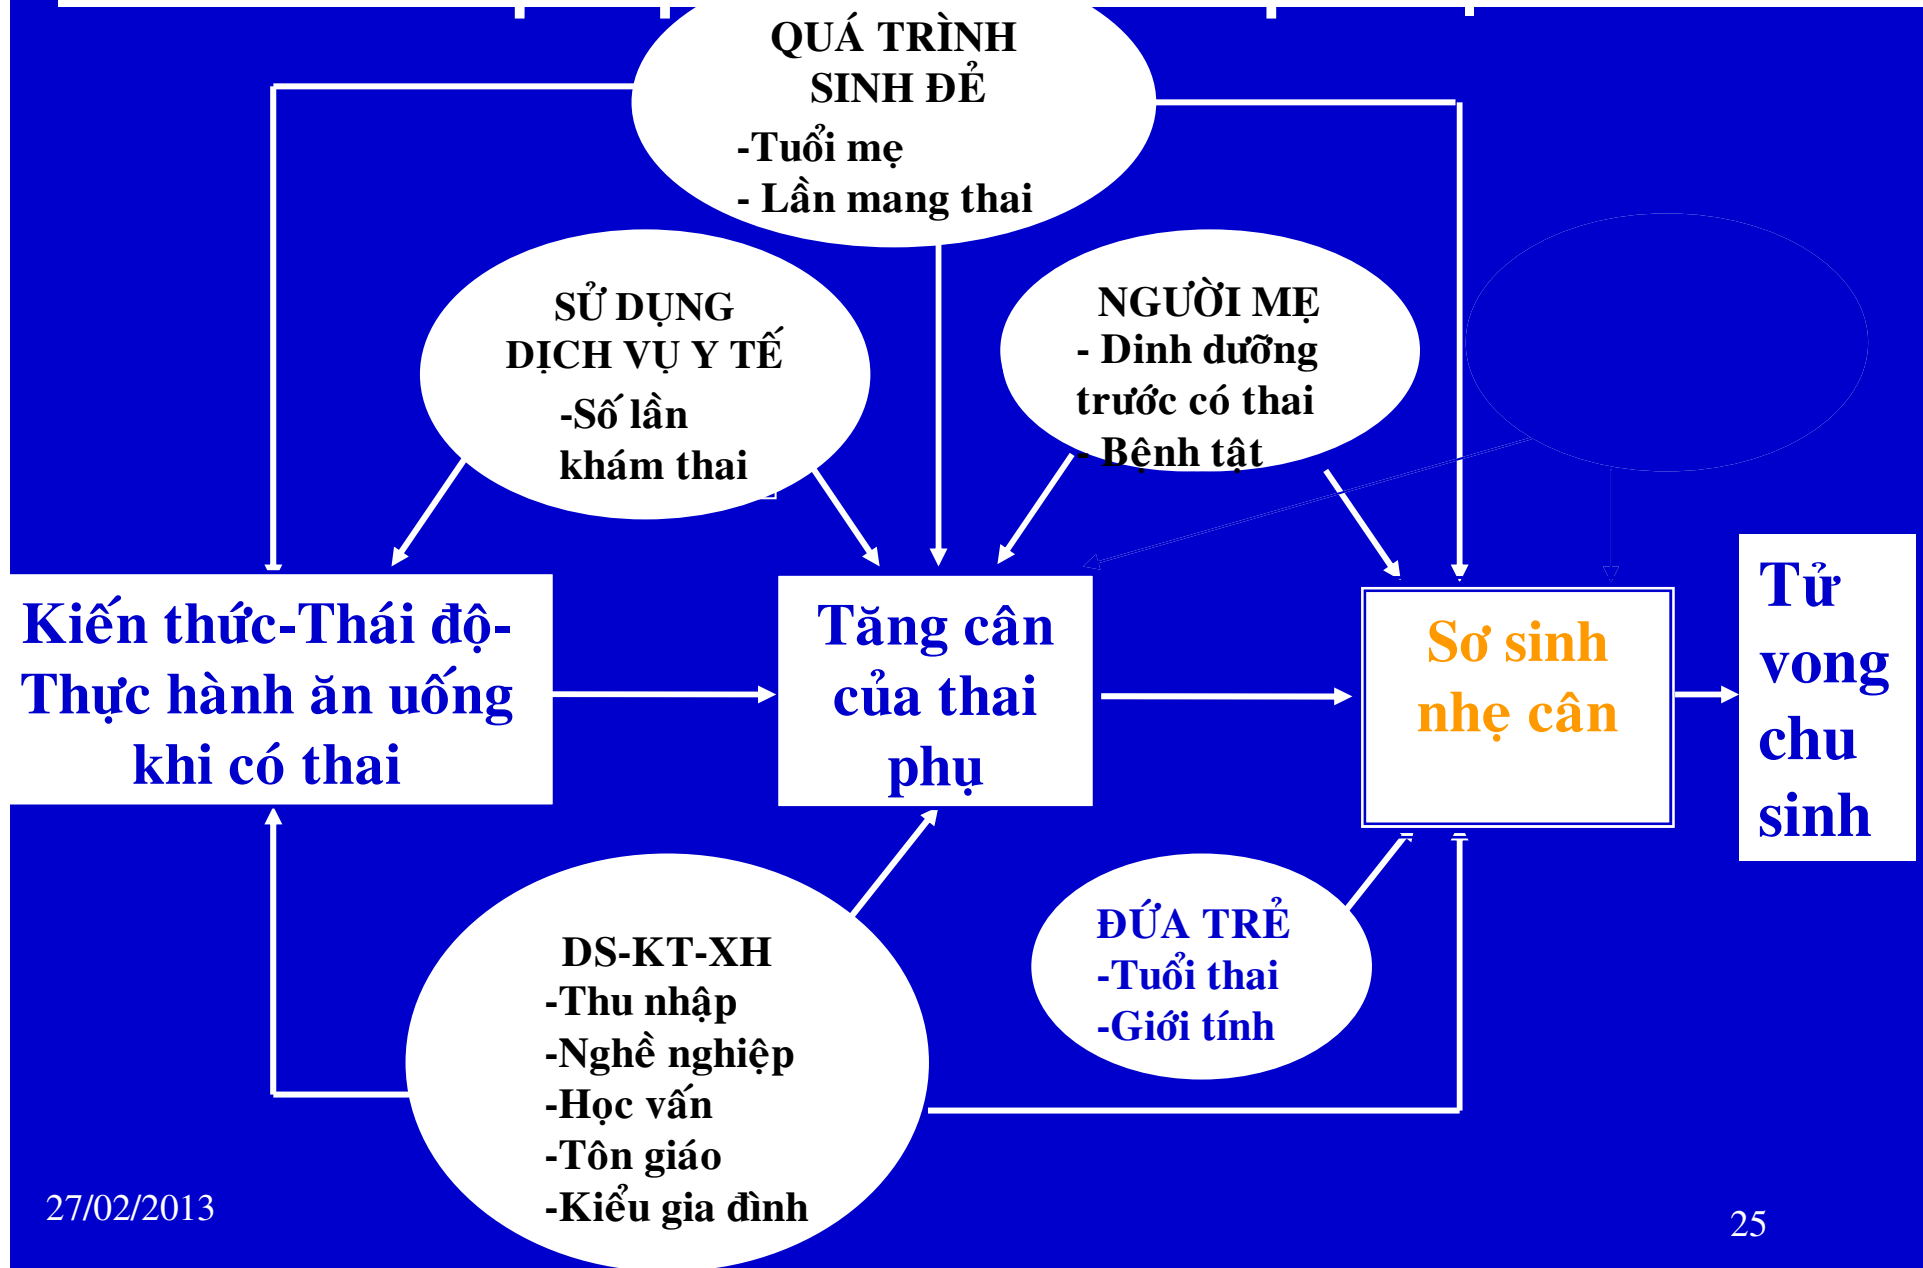 QUÁ TRÌNH
SINH ĐẺ
-Tuổi mẹ
- Lần mang thai
SỬ DỤNG
DỊCH VỤ Y TẾ
-Số lần
khám thai
NGƯỜI MẸ
- Dinh dưỡng
trước có thai
- Bệnh tật
Kiến thức-Thái độ-
Thực hành ăn uống
khi có thai
Tăng cân
của thai
phụ
Sơ sinh
nhẹ cân
Tử
vong
chu
sinh
DS-KT-XH
-Thu nhập
-Nghề nghiệp
-Học vấn
-Tôn giáo
-Kiểu gia đình
ĐỨA TRẺ
-Tuổi thai
-Giới tính
27/02/2013
25